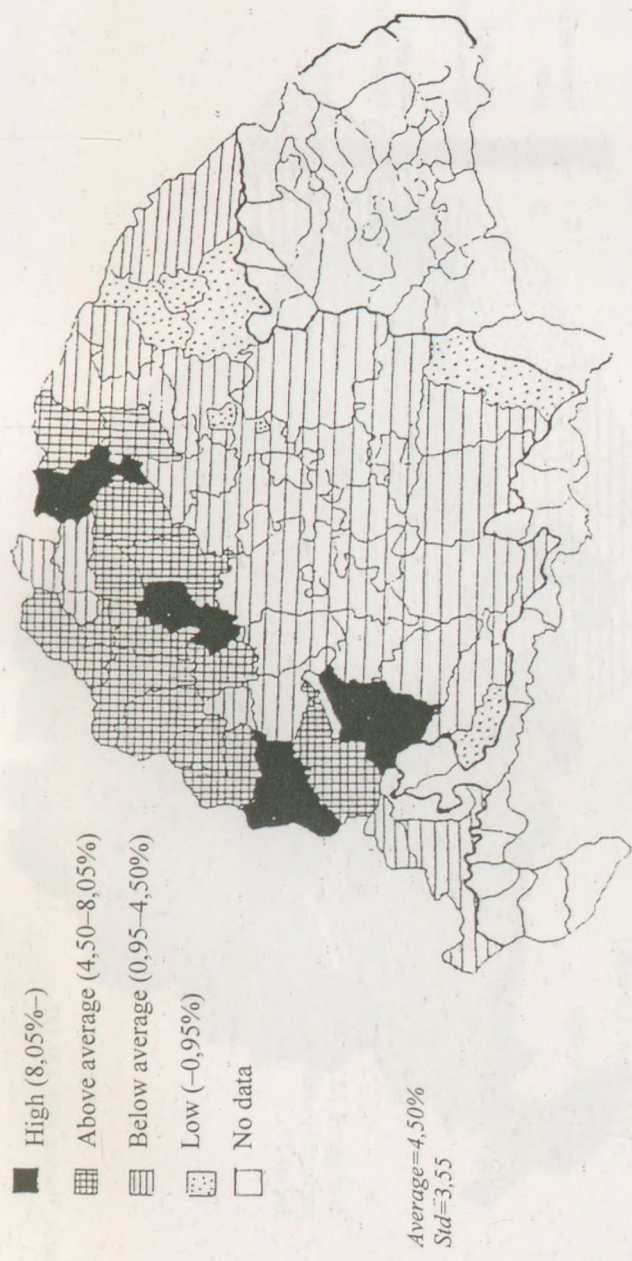 High (8,05%–)
Above average (4,50–8,05%)
Below average (0,95–4,50%)
Low (–0,95%)
No data
Average=4,50%
Std=3,55